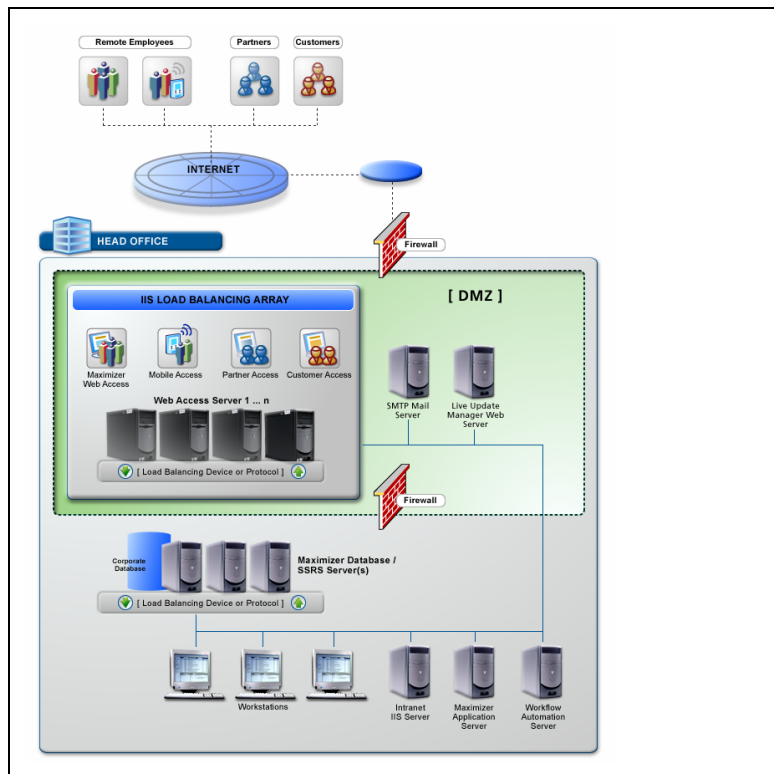 Remote Employees
Partners
Customers
INTERNET
HEAD OFFICE
Firewall
IIS LOAD BALANCING ARRAY
[ DMZ ]
Maximizer
Web Access
Mobile Access
Partner Access
Customer Access
SMTP Mail
Server
Live Update
Manager Web
Server
Web Access Server 1 ... n
[ Load Balancing Device or Protocol ]
Firewall
Corporate
Database
Maximizer Database /
SSRS Server(s)
[ Load Balancing Device or Protocol ]
Workstations
Intranet
IIS Server
Maximizer
Application
Server
Workflow
Automation
Server